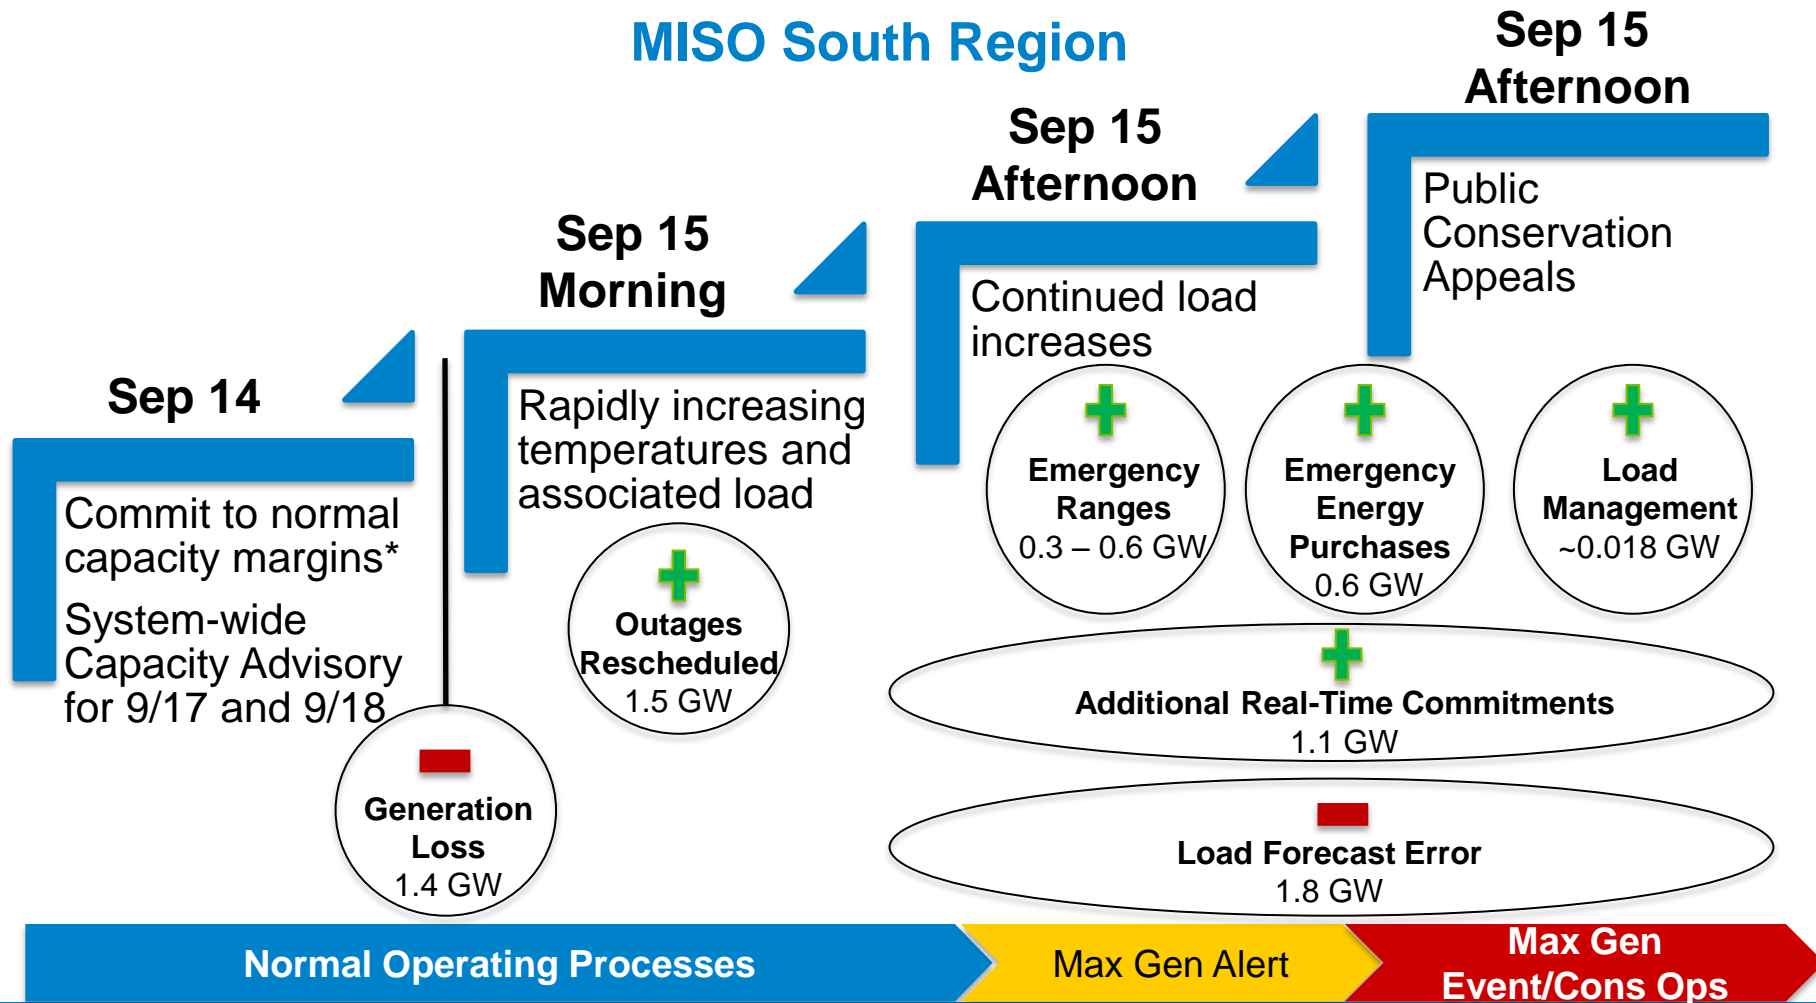 MISO South Region
Sep 14
Commit to normal
capacity margins*
System-wide
Capacity Advisory
for 9/17 and 9/18
Generation
Loss
1.4 GW
Sep 15
Morning
Rapidly increasing
temperatures and
associated load
Outages
Rescheduled
1.5 GW
Sep 15
Afternoon
Continued load
increases
Sep 15
Afternoon
Public
Conservation
Appeals
Emergency
Ranges
0.3 – 0.6 GW
Emergency
Energy
Purchases
0.6 GW
Load
Management
~0.018 GW
Additional Real-Time Commitments
1.1 GW
Load Forecast Error
1.8 GW
Normal Operating Processes
Max Gen Alert
Max Gen
Event/Cons Ops